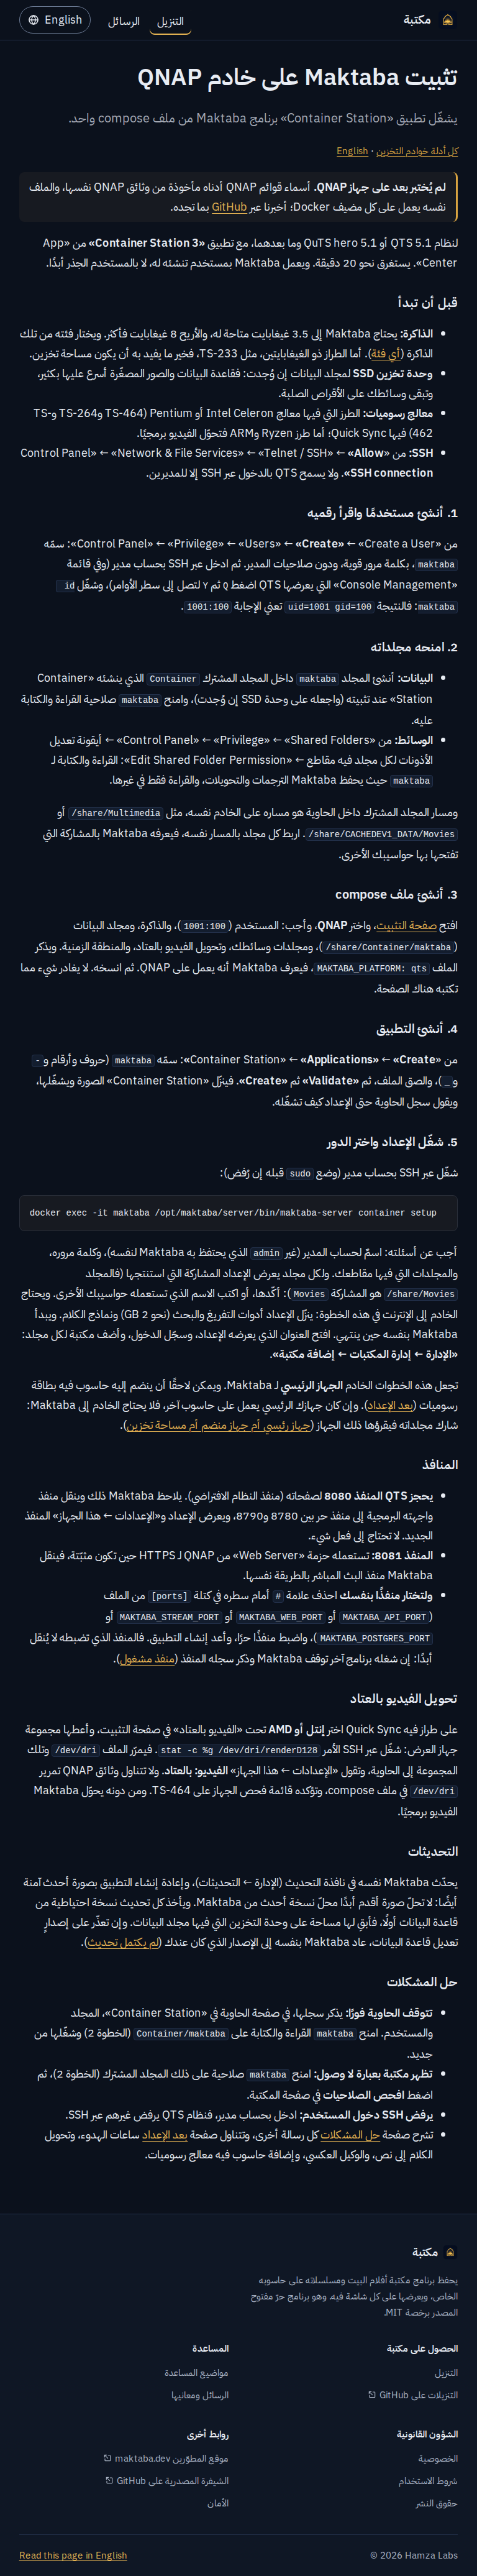 مكتبة
التنزيل
الرسائل
English
تثبيت Maktaba على خادم QNAP
يشغّل تطبيق «Container Station» برنامج Maktaba من ملف compose واحد.
كل أدلة خوادم التخزين · English
لم يُختبر بعد على جهاز QNAP. أسماء قوائم QNAP أدناه مأخوذة من وثائق QNAP نفسها، والملف
نفسه يعمل على كل مضيف Docker؛ أخبرنا عبر GitHub بما تجده.
لنظام QTS 5.1 أو QuTS hero 5.1 وما بعدهما، مع تطبيق «Container Station 3» من «App
Center». يستغرق نحو 20 دقيقة. ويعمل Maktaba بمستخدم تنشئه له، لا بالمستخدم الجذر أبدًا.
قبل أن تبدأ
الذاكرة: يحتاج Maktaba إلى 3.5 غيغابايت متاحة له، والأريح 8 غيغابايت فأكثر. ويختار فئته من تلك
الذاكرة (أي فئة). أما الطراز ذو الغيغابايتين، مثل TS-233، فخير ما يفيد به أن يكون مساحة تخزين.
وحدة تخزين SSD لمجلد البيانات إن وُجدت: فقاعدة البيانات والصور المصغّرة أسرع عليها بكثير،
وتبقى وسائطك على الأقراص الصلبة.
معالج رسوميات: الطرز التي فيها معالج Intel Celeron أو Pentium (TS-464 وTS-264 وTS-
462) فيها Quick Sync؛ أما طرز Ryzen وARM فتحوّل الفيديو برمجيًا.
SSH: من «Control Panel» ← «Network & File Services» ← «Telnet / SSH» ← «Allow
SSH connection». ولا يسمح QTS بالدخول عبر SSH إلا للمديرين.
1. أنشئ مستخدمًا واقرأ رقميه
من «Control Panel» ← «Privilege» ← «Users» ← «Create» ← «Create a User»: سمّه
maktaba، بكلمة مرور قوية، ودون صلاحيات المدير. ثم ادخل عبر SSH بحساب مدير (وفي قائمة
«Console Management» التي يعرضها QTS اضغط Q ثم Y لتصل إلى سطر الأوامر)، وشغّل id
maktaba: فالنتيجة uid=1001 gid=100 تعني الإجابة 1001:100.
2. امنحه مجلداته
البيانات: أنشئ المجلد maktaba داخل المجلد المشترك Container الذي ينشئه «Container
Station» عند تثبيته (واجعله على وحدة SSD إن وُجدت)، وامنح maktaba صلاحية القراءة والكتابة
عليه.
الوسائط: من «Control Panel» ← «Privilege» ← «Shared Folders» ← أيقونة تعديل
الأذونات لكل مجلد فيه مقاطع ← «Edit Shared Folder Permission»: القراءة والكتابة لـ
maktaba حيث يحفظ Maktaba الترجمات والتحويلات، والقراءة فقط في غيرها.
ومسار المجلد المشترك داخل الحاوية هو مساره على الخادم نفسه، مثل /share/Multimedia أو
/share/CACHEDEV1_DATA/Movies. اربط كل مجلد بالمسار نفسه، فيعرفه Maktaba بالمشاركة التي
تفتحها بها حواسيبك الأخرى.
3. أنشئ ملف compose
افتح صفحة التثبيت، واختر QNAP، وأجب: المستخدم (1001:100)، والذاكرة، ومجلد البيانات
(/share/Container/maktaba)، ومجلدات وسائطك، وتحويل الفيديو بالعتاد، والمنطقة الزمنية. ويذكر
الملف MAKTABA_PLATFORM: qts، فيعرف Maktaba أنه يعمل على QNAP. ثم انسخه. لا يغادر شيء مما
تكتبه هناك الصفحة.
4. أنشئ التطبيق
من «Container Station» ← «Applications» ← «Create»: سمّه maktaba (حروف وأرقام و -
و _)، والصق الملف، ثم «Validate» ثم «Create». فينزّل «Container Station» الصورة ويشغّلها،
ويقول سجل الحاوية حتى الإعداد كيف تشغّله.
5. شغّل الإعداد واختر الدور
شغّل عبر SSH بحساب مدير (وضع sudo قبله إن رُفض):
docker exec -it maktaba /opt/maktaba/server/bin/maktaba-server container setup
أجب عن أسئلته: اسمٌ لحساب المدير (غير admin الذي يحتفظ به Maktaba لنفسه)، وكلمة مروره،
والمجلدات التي فيها مقاطعك. ولكل مجلد يعرض الإعداد المشاركة التي استنتجها (فالمجلد
/share/Movies هو المشاركة Movies): أكّدها، أو اكتب الاسم الذي تستعمله حواسيبك الأخرى. ويحتاج
الخادم إلى الإنترنت في هذه الخطوة: ينزّل الإعداد أدوات التفريغ والبحث (نحو 2 GB) ونماذج الكلام. ويبدأ
Maktaba بنفسه حين ينتهي. افتح العنوان الذي يعرضه الإعداد، وسجّل الدخول، وأضف مكتبة لكل مجلد:
«الإدارة ← إدارة المكتبات ← إضافة مكتبة».
تجعل هذه الخطوات الخادم الجهاز الرئيسي لـ Maktaba. ويمكن لاحقًا أن ينضم إليه حاسوب فيه بطاقة
رسوميات (بعد الإعداد). وإن كان جهازك الرئيسي يعمل على حاسوب آخر، فلا يحتاج الخادم إلى Maktaba:
شارك مجلداته فيقرؤها ذلك الجهاز (جهاز رئيسي أم جهاز منضم أم مساحة تخزين).
المنافذ
يحجز QTS المنفذ 8080 لصفحاته (منفذ النظام الافتراضي). يلاحظ Maktaba ذلك وينقل منفذ
واجهته البرمجية إلى منفذ حر بين 8780 و8790، ويعرض الإعداد و«الإعدادات ← هذا الجهاز» المنفذ
الجديد. لا تحتاج إلى فعل شيء.
المنفذ 8081: تستعمله حزمة «Web Server» من QNAP لـ HTTPS حين تكون مثبّتة، فينقل
Maktaba منفذ البث المباشر بالطريقة نفسها.
ولتختار منفذًا بنفسك احذف علامة # أمام سطره في كتلة [ports] من الملف
(MAKTABA_API_PORT أو MAKTABA_WEB_PORT أو MAKTABA_STREAM_PORT أو
MAKTABA_POSTGRES_PORT)، واضبط منفذًا حرًا، وأعد إنشاء التطبيق. فالمنفذ الذي تضبطه لا يُنقل
أبدًا: إن شغله برنامج آخر توقف Maktaba وذكر سجله المنفذ (منفذ مشغول).
تحويل الفيديو بالعتاد
على طراز فيه Quick Sync اختر إنتل أو AMD تحت «الفيديو بالعتاد» في صفحة التثبيت، وأعطها مجموعة
جهاز العرض: شغّل عبر SSH الأمر stat -c %g /dev/dri/renderD128. فيمرّر الملف /dev/dri وتلك
المجموعة إلى الحاوية، وتقول «الإعدادات ← هذا الجهاز» الفيديو: بالعتاد. ولا تتناول وثائق QNAP تمرير
/dev/dri في ملف compose، وتؤكده قائمة فحص الجهاز على TS-464. ومن دونه يحوّل Maktaba
الفيديو برمجيًا.
التحديثات
يحدّث Maktaba نفسه في نافذة التحديث (الإدارة ← التحديثات)، وإعادة إنشاء التطبيق بصورة أحدث آمنة
أيضًا: لا تحلّ صورة أقدم أبدًا محلّ نسخة أحدث من Maktaba. ويأخذ كل تحديث نسخة احتياطية من
قاعدة البيانات أولًا، فأبقِ لها مساحة على وحدة التخزين التي فيها مجلد البيانات. وإن تعذّر على إصدارٍ
تعديل قاعدة البيانات، عاد Maktaba بنفسه إلى الإصدار الذي كان عندك (لم يكتمل تحديث).
حل المشكلات
تتوقف الحاوية فورًا: يذكر سجلها، في صفحة الحاوية في «Container Station»، المجلد
والمستخدم. امنح maktaba القراءة والكتابة على Container/maktaba (الخطوة 2) وشغّلها من
جديد.
تظهر مكتبة بعبارة لا وصول: امنح maktaba صلاحية على ذلك المجلد المشترك (الخطوة 2)، ثم
اضغط افحص الصلاحيات في صفحة المكتبة.
يرفض SSH دخول المستخدم: ادخل بحساب مدير، فنظام QTS يرفض غيرهم عبر SSH.
تشرح صفحة حل المشكلات كل رسالة أخرى، وتتناول صفحة بعد الإعداد ساعات الهدوء، وتحويل
الكلام إلى نص، والوكيل العكسي، وإضافة حاسوب فيه معالج رسوميات.
مكتبة
يحفظ برنامج مكتبة أفلام البيت ومسلسلاته على حاسوبه
الخاص، ويعرضها على كل شاشة فيه. وهو برنامج حرّ مفتوح
المصدر برخصة MIT.
الحصول على مكتبة
التنزيل
التنزيلات على GitHub
المساعدة
مواضيع المساعدة
الرسائل ومعانيها
الشؤون القانونية
الخصوصية
شروط الاستخدام
حقوق النشر
روابط أخرى
موقع المطوّرين maktaba.dev
الشيفرة المصدرية على GitHub
الأمان
© 2026 Hamza Labs
Read this page in English